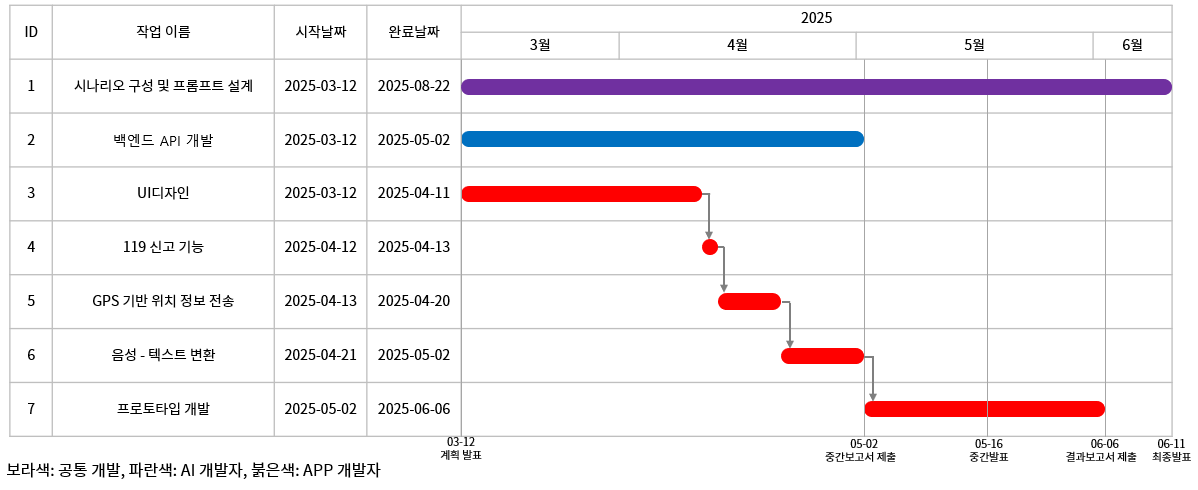 ID 작업 이름 시작날짜 완료날짜 2025
3월 4월 5월 6월
1 시나리오 구성 및 프롬프트 설계 2025-03-12 2025-08-22
2 백엔드 API 개발 2025-03-12 2025-05-02
3 UI디자인 2025-03-12 2025-04-11
4 119 신고 기능 2025-04-12 2025-04-13
5 GPS 기반 위치 정보 전송 2025-04-13 2025-04-20
6 음성 - 텍스트 변환 2025-04-21 2025-05-02
7 프로토타입 개발 2025-05-02 2025-06-06
03-12 05-02 05-16 06-06 06-11
계획 발표 중간보고서 제출 중간발표 결과보고서 제출 최종발표
보라색: 공통 개발, 파란색: AI 개발자, 붉은색: APP 개발자